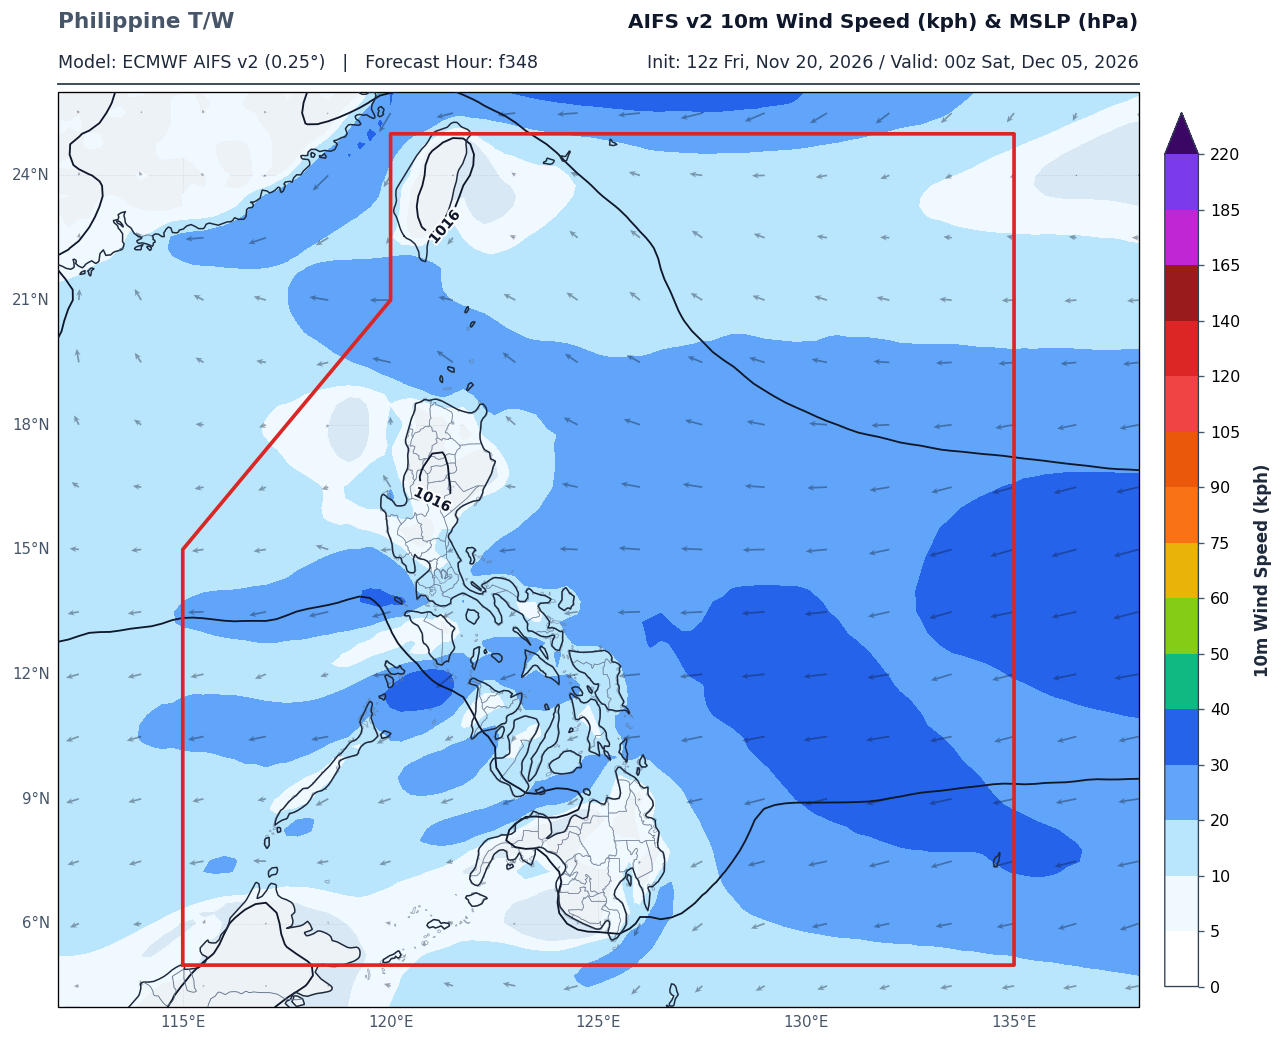 Philippine T/W
AIFS v2 10m Wind Speed (kph) & MSLP (hPa)
Model: ECMWF AIFS v2 (0.25°) | Forecast Hour: f348
Init: 12z Fri, Nov 20, 2026 / Valid: 00z Sat, Dec 05, 2026
24°N
21°N
18°N
15°N
12°N
9°N
6°N
1016
1016
115°E
120°E
125°E
130°E
135°E
220
185
165
140
120
105
90
75
60
50
40
30
20
10
5
0
10m Wind Speed (kph)